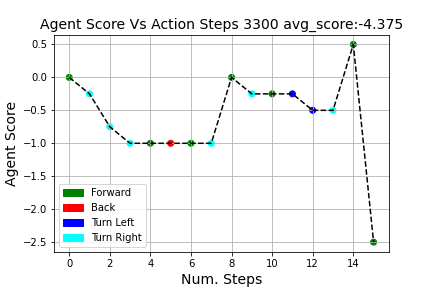 Agent Score Vs Action Steps 3300 avg_score:-4.375
Agent Score
0.5
0.0
−0.5
−1.0
−1.5
−2.0
−2.5
Forward
Back
Turn Left
Turn Right
0 2 4 6 8 10 12 14
Num. Steps